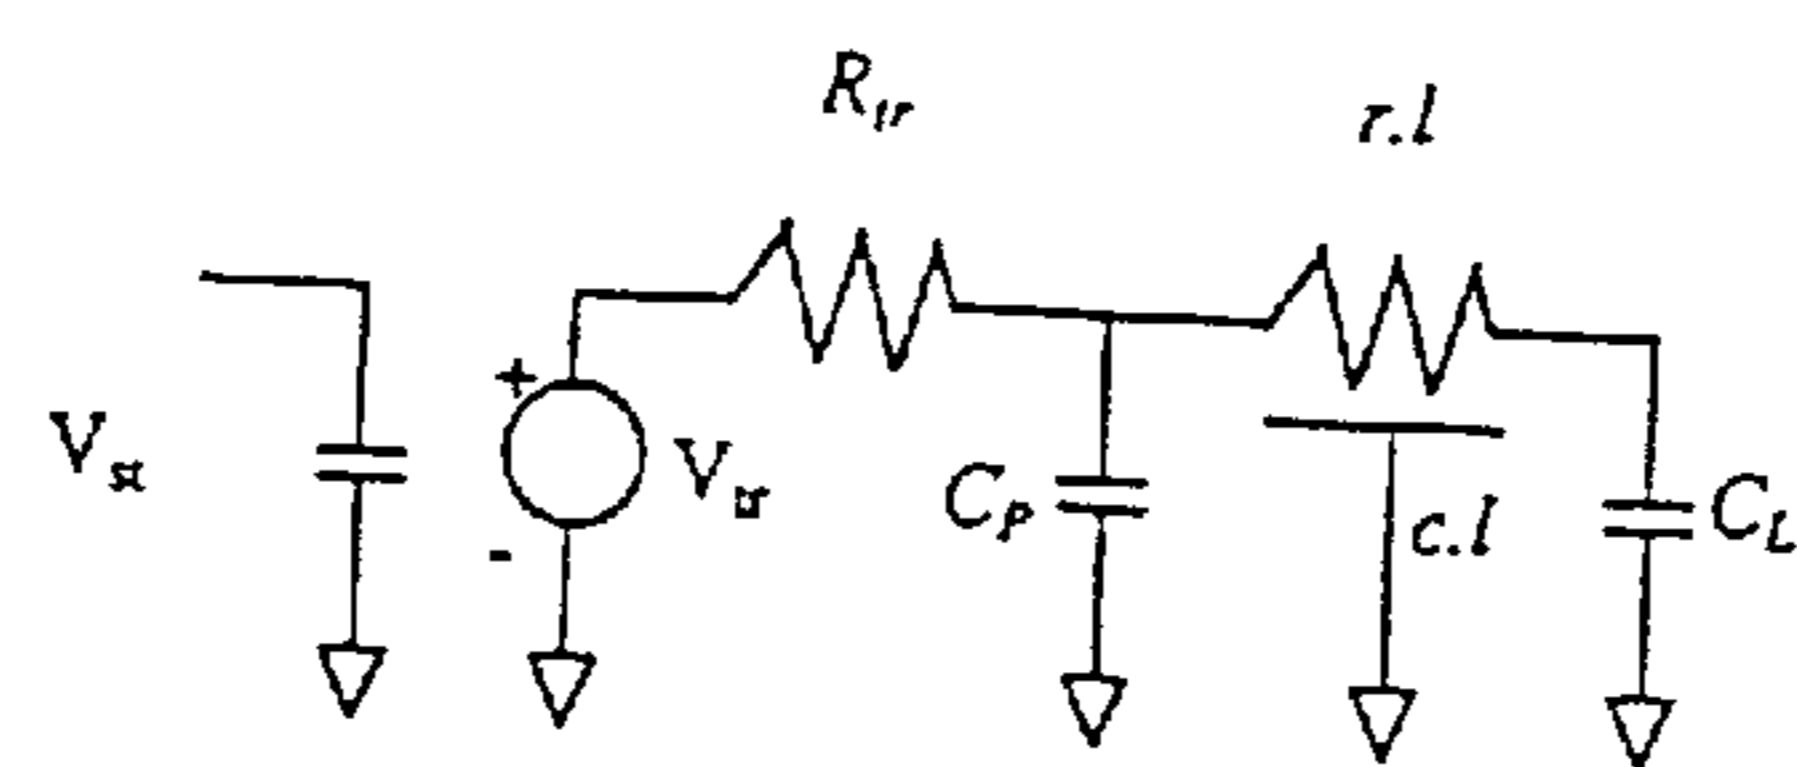 R_tr
r.l
+
V_st
V_tr
C_P
c.l
C_L
-